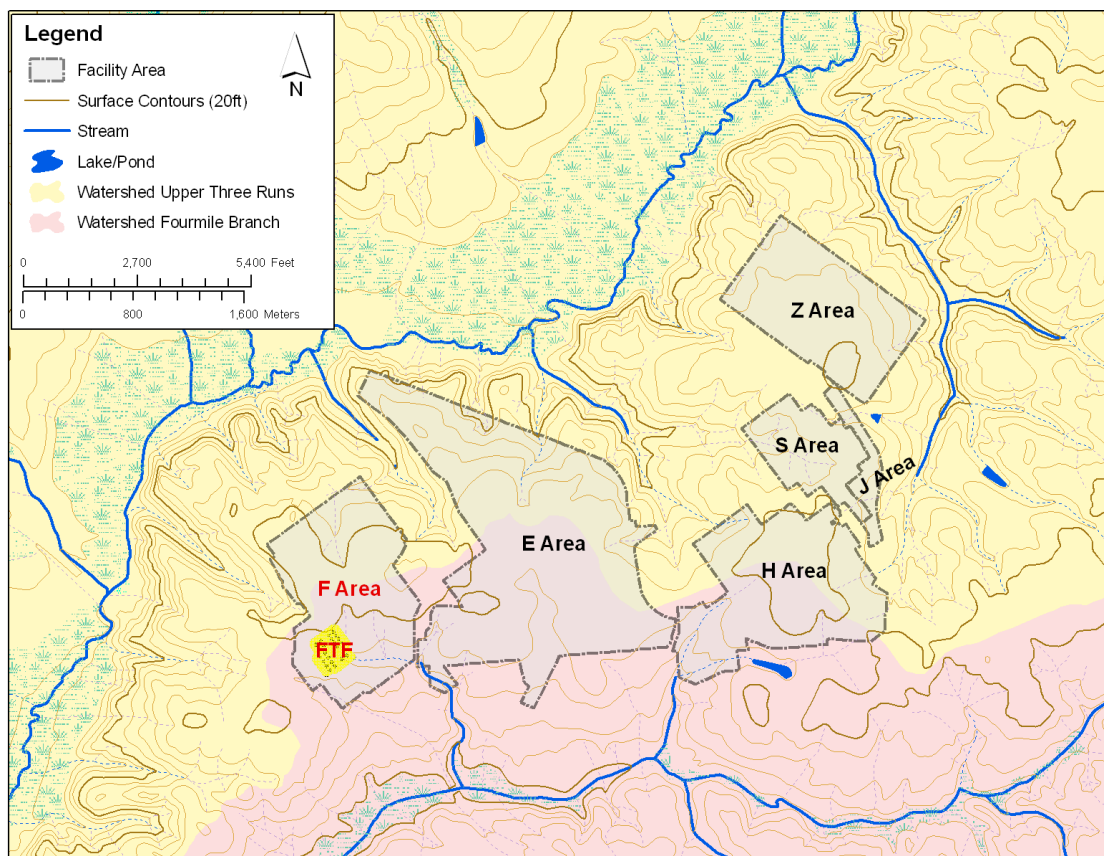 Legend
N
Facility Area
Surface Contours (20ft)
Stream
Lake/Pond
Watershed Upper Three Runs
Watershed Fourmile Branch
0 2,700 5,400 Feet
0 800 1,600 Meters
Z Area
S Area
J Area
E Area
H Area
F Area
FTF